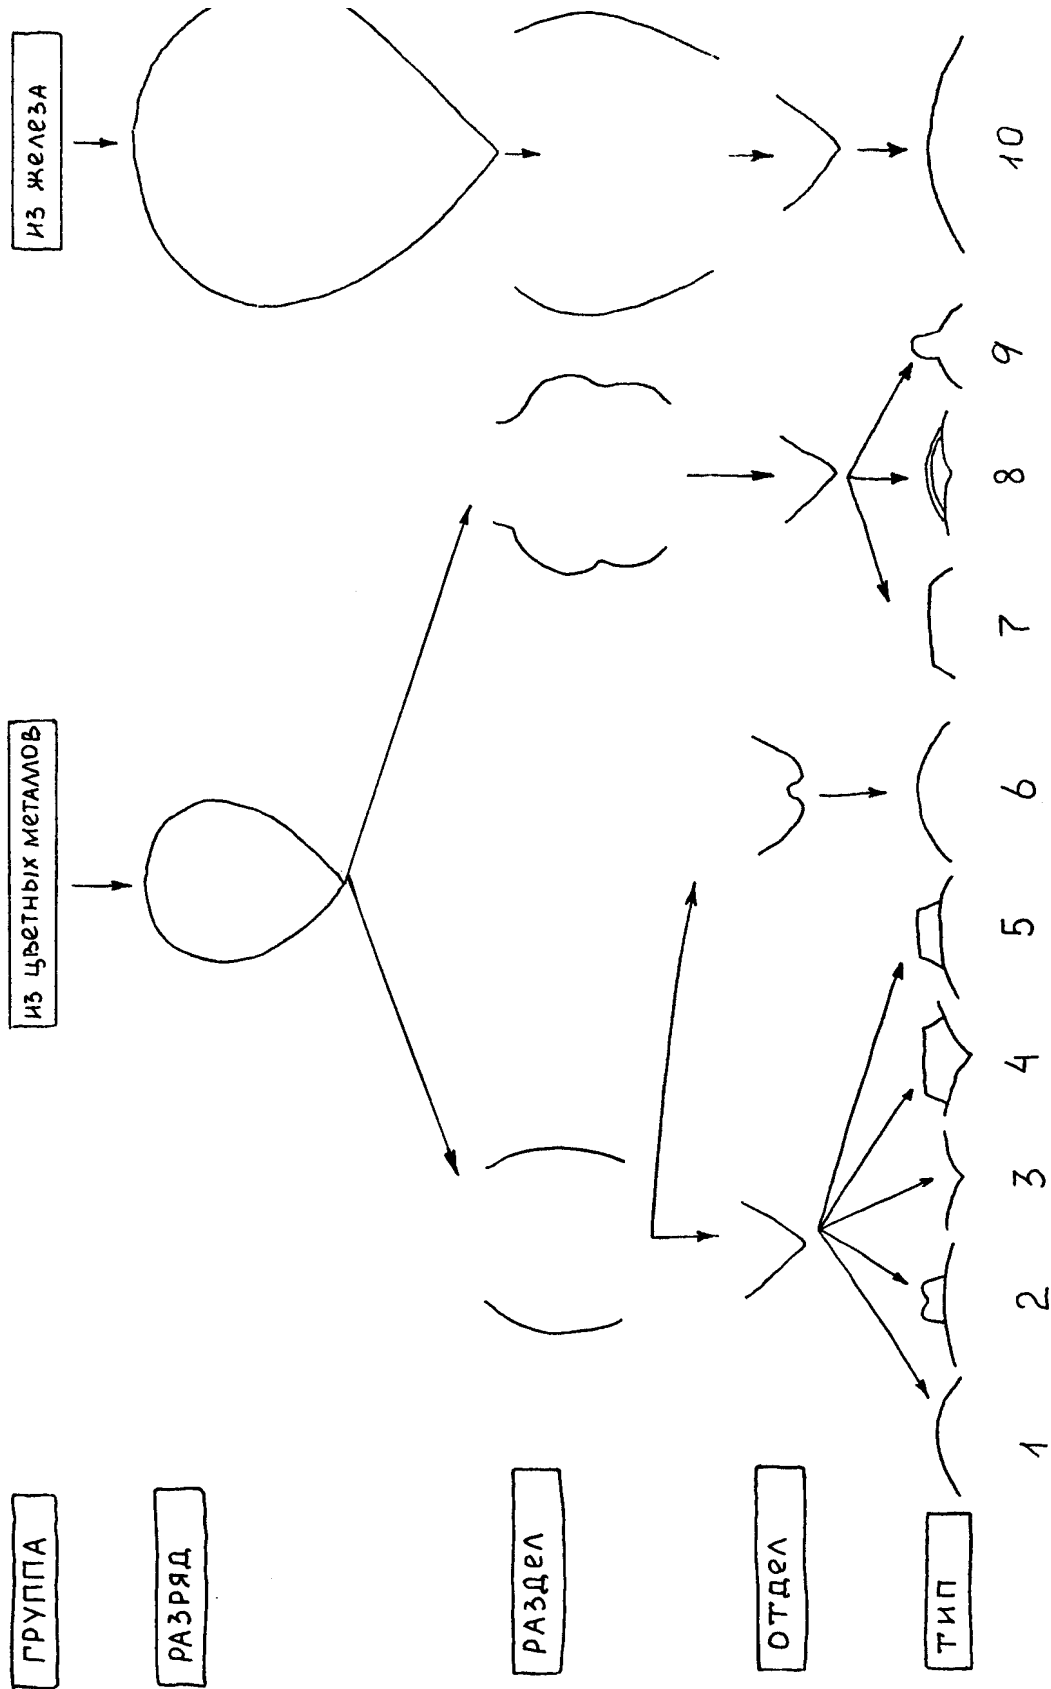 ГРУППА
ИЗ ЦВЕТНЫХ МЕТАЛЛОВ
ИЗ ЖЕЛЕЗА
РАЗРЯД
РАЗДЕЛ
ОТДЕЛ
ТИП
1 2 3 4 5 6 7 8 9 10